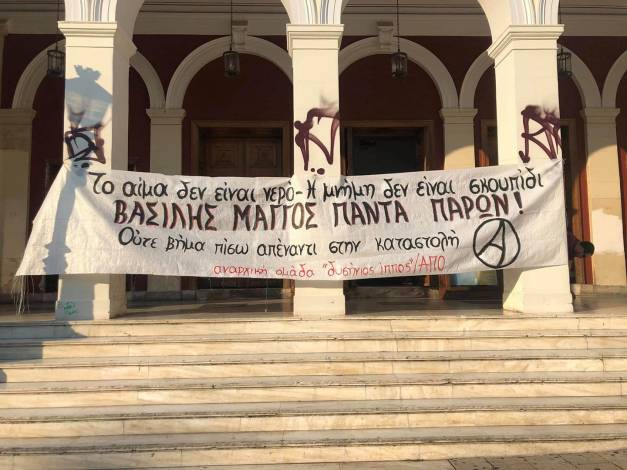 Το αίμα δεν είναι νερό - Η μνήμη δεν είναι σκουπίδι
ΒΑΣΙΛΗΣ ΜΑΓΓΟΣ ΠΑΝΤΑ ΠΑΡΩΝ!
Ούτε βήμα πίσω απέναντι στην καταστολή
αναρχική ομάδα "δυσήνιος ίππος"/ΑΠΟ